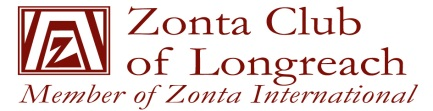 Zonta Club
of Longreach
Member of Zonta International